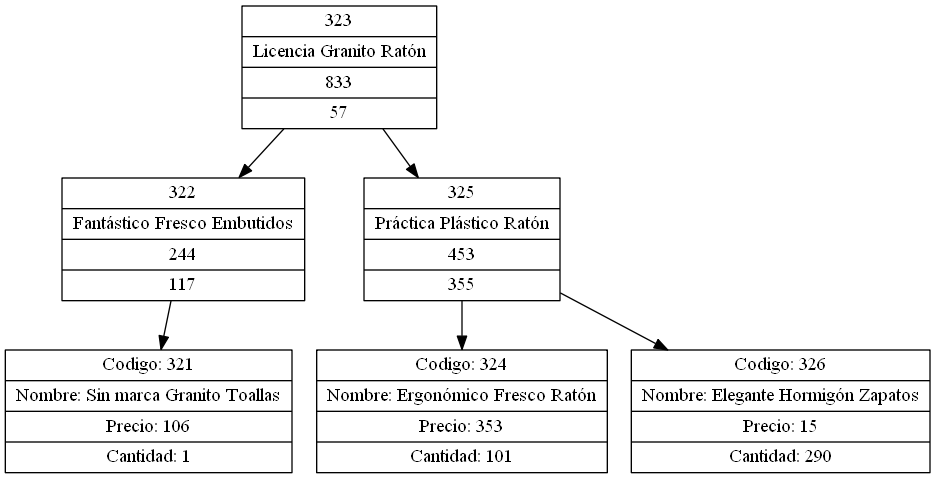 323
Licencia Granito Ratón
833
57
322
Fantástico Fresco Embutidos
244
117
325
Práctica Plástico Ratón
453
355
Codigo: 321
Nombre: Sin marca Granito Toallas
Precio: 106
Cantidad: 1
Codigo: 324
Nombre: Ergonómico Fresco Ratón
Precio: 353
Cantidad: 101
Codigo: 326
Nombre: Elegante Hormigón Zapatos
Precio: 15
Cantidad: 290